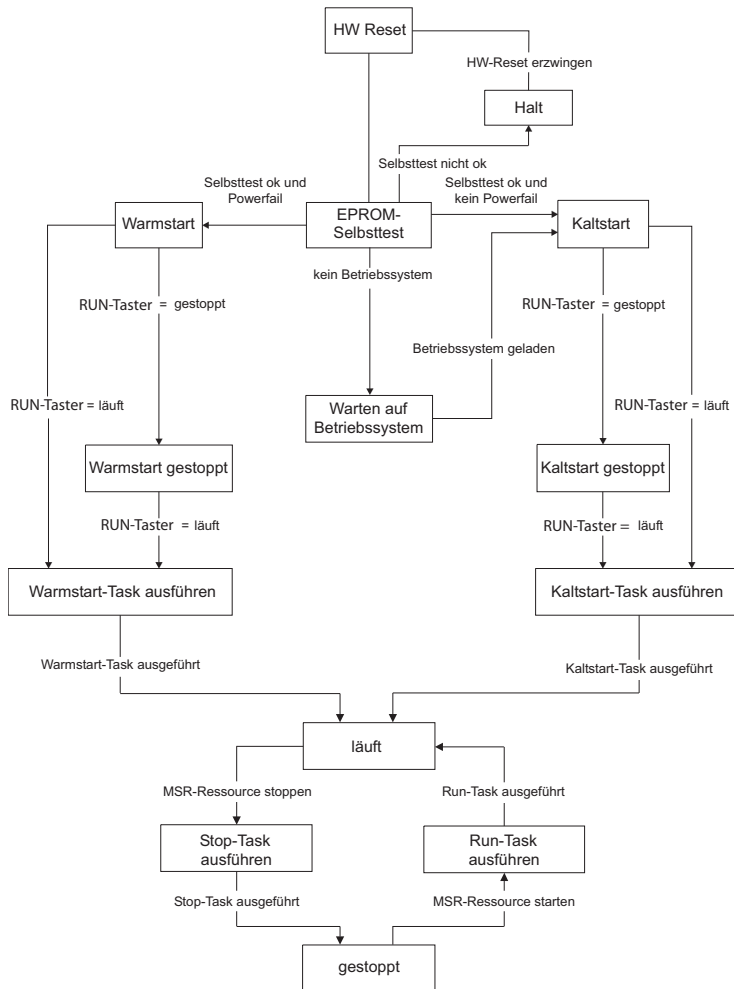 HW Reset
HW-Reset erzwingen
Halt
Selbsttest nicht ok
Selbsttest ok und
Powerfail
Selbsttest ok und
kein Powerfail
Warmstart
EPROM-
Selbsttest
Kaltstart
kein Betriebssystem
RUN-Taster = gestoppt
RUN-Taster = gestoppt
Betriebssystem geladen
RUN-Taster = läuft
Warten auf
Betriebssystem
RUN-Taster = läuft
Warmstart gestoppt
Kaltstart gestoppt
RUN-Taster = läuft
RUN-Taster = läuft
Warmstart-Task ausführen
Kaltstart-Task ausführen
Warmstart-Task ausgeführt
Kaltstart-Task ausgeführt
läuft
MSR-Ressource stoppen
Run-Task ausgeführt
Stop-Task
ausführen
Run-Task
ausführen
Stop-Task ausgeführt
MSR-Ressource starten
gestoppt